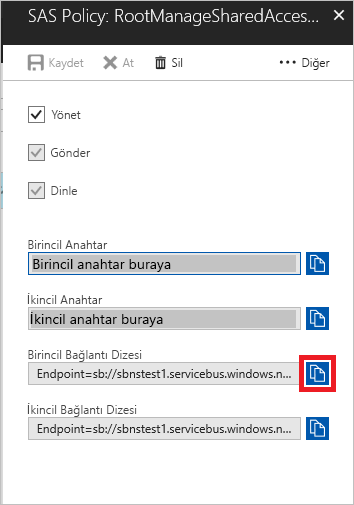 SAS Policy: RootManageSharedAcces...
Kaydet At Sil ••• Diğer
Yönet
Gönder
Dinle
Birincil Anahtar
Birincil anahtar buraya
İkincil Anahtar
İkincil anahtar buraya
Birincil Bağlantı Dizesi
Endpoint=sb://sbnstest1.servicebus.windows.n...
İkincil Bağlantı Dizesi
Endpoint=sb://sbnstest1.servicebus.windows.n...